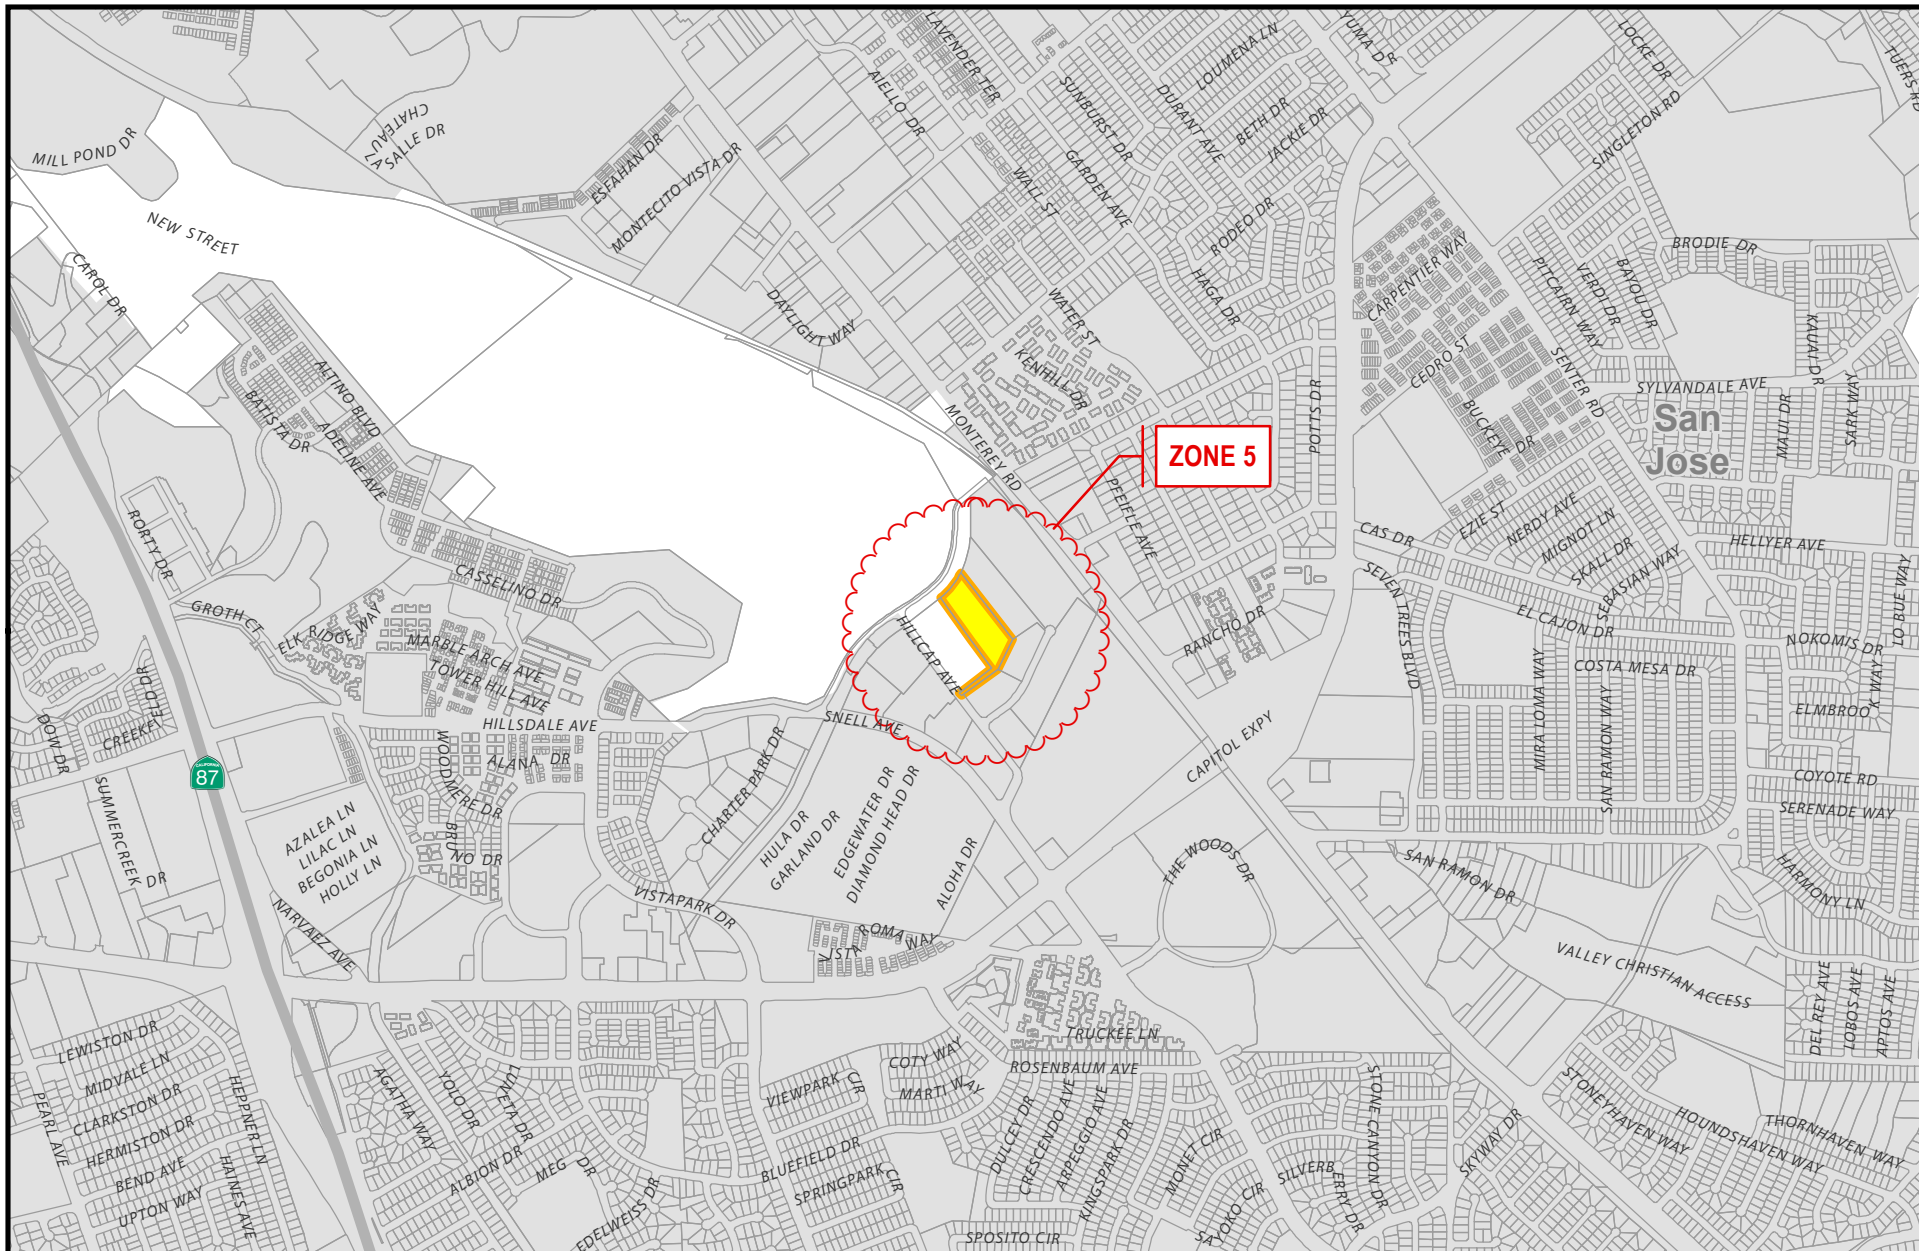 LAVENDER TER
LOUMENA LN
YUMA DR
LOCKE DR
TUERS RD
AIELLO DR
SUNBURST DR
DURANT AVE
BETH DR
JACKIE DR
SINGLETON RD
CHATEAU
LA SALLE DR
MILL POND DR
ESFAHAN DR
MONTECITO VISTA DR
WALL ST
GARDEN AVE
RODEO DR
NEW STREET
CAROL DR
CARPENTIER WAY
PITCAIRN WAY
VERDI DR
BAYOU DR
BRODIE DR
HAGA DR
DAYLIGHT WAY
WATER ST
KENHILL DR
KAUAI DR
CEDRO ST
SENTER RD
SYLVANDALE AVE
ALTINO BLVD
BATISTA DR
ADELINE AVE
MONTEREY RD
POTTS DR
BUCKEYE DR
San
Jose
MAUI DR
SARK WAY
ZONE 5
PFEIFLE AVE
RORTY DR
CAS DR
EZIE ST
NERDY AVE
MIGNOT LN
SKALL DR
SEBASIAN WAY
HELLYER AVE
LO BUE WAY
CASSELINO DR
GROTH CT
ELK RIDGE WAY
MARBLE ARCH AVE
TOWER HILL AVE
HILLCAP AVE
RANCHO DR
SEVEN TREES BLVD
EL CAJON DR
NOKOMIS DR
COSTA MESA DR
K WAY
MIRA LOMA WAY
SAN RAMON WAY
ELMBROO
DOW DR
CREEKFIELD DR
HILLSDALE AVE
SNELL AVE
WOODMERE DR
ALANA DR
CAPITOL EXPY
CALIFORNIA
87
SUMMERCREEK DR
COYOTE RD
SERENADE WAY
CHARTER PARK DR
HULA DR
GARLAND DR
EDGEWATER DR
DIAMOND HEAD DR
ALOHA DR
AZALEA LN
LILAC LN
BEGONIA LN
HOLLY LN
BRUNO DR
THE WOODS DR
SAN RAMON DR
HARMONY LN
VISTAPARK DR
NARVAEZ AVE
VISTA ROMA WAY
VALLEY CHRISTIAN ACCESS
DEL REY AVE
LOBOS AVE
APTOS AVE
LEWISTON DR
MIDVALE LN
CLARKSTON DR
HERMISTON DR
BEND AVE
UPTON WAY
PEARL AVE
HEPPNER LN
HAINES AVE
AGATHA WAY
YOLO DR
LUNETA DR
ALBION DR
MEG DR
EDELWEISS DR
VIEWPARK CIR
COTY WAY
MARTI WAY
TRUCKEE LN
ROSENBAUM AVE
BLUEFIELD DR
SPRINGPARK CIR
DULCEY DR
CRESCENDO AVE
ARPEGGIO AVE
KINGSPARK DR
MONET CIR
SPOSITO CIR
SAYOKO CIR
SILVERBERRY DR
STONE CANYON DR
SKYWAY DR
STONEYHAVEN WAY
HOUNDSHAVEN WAY
THORNHAVEN WAY